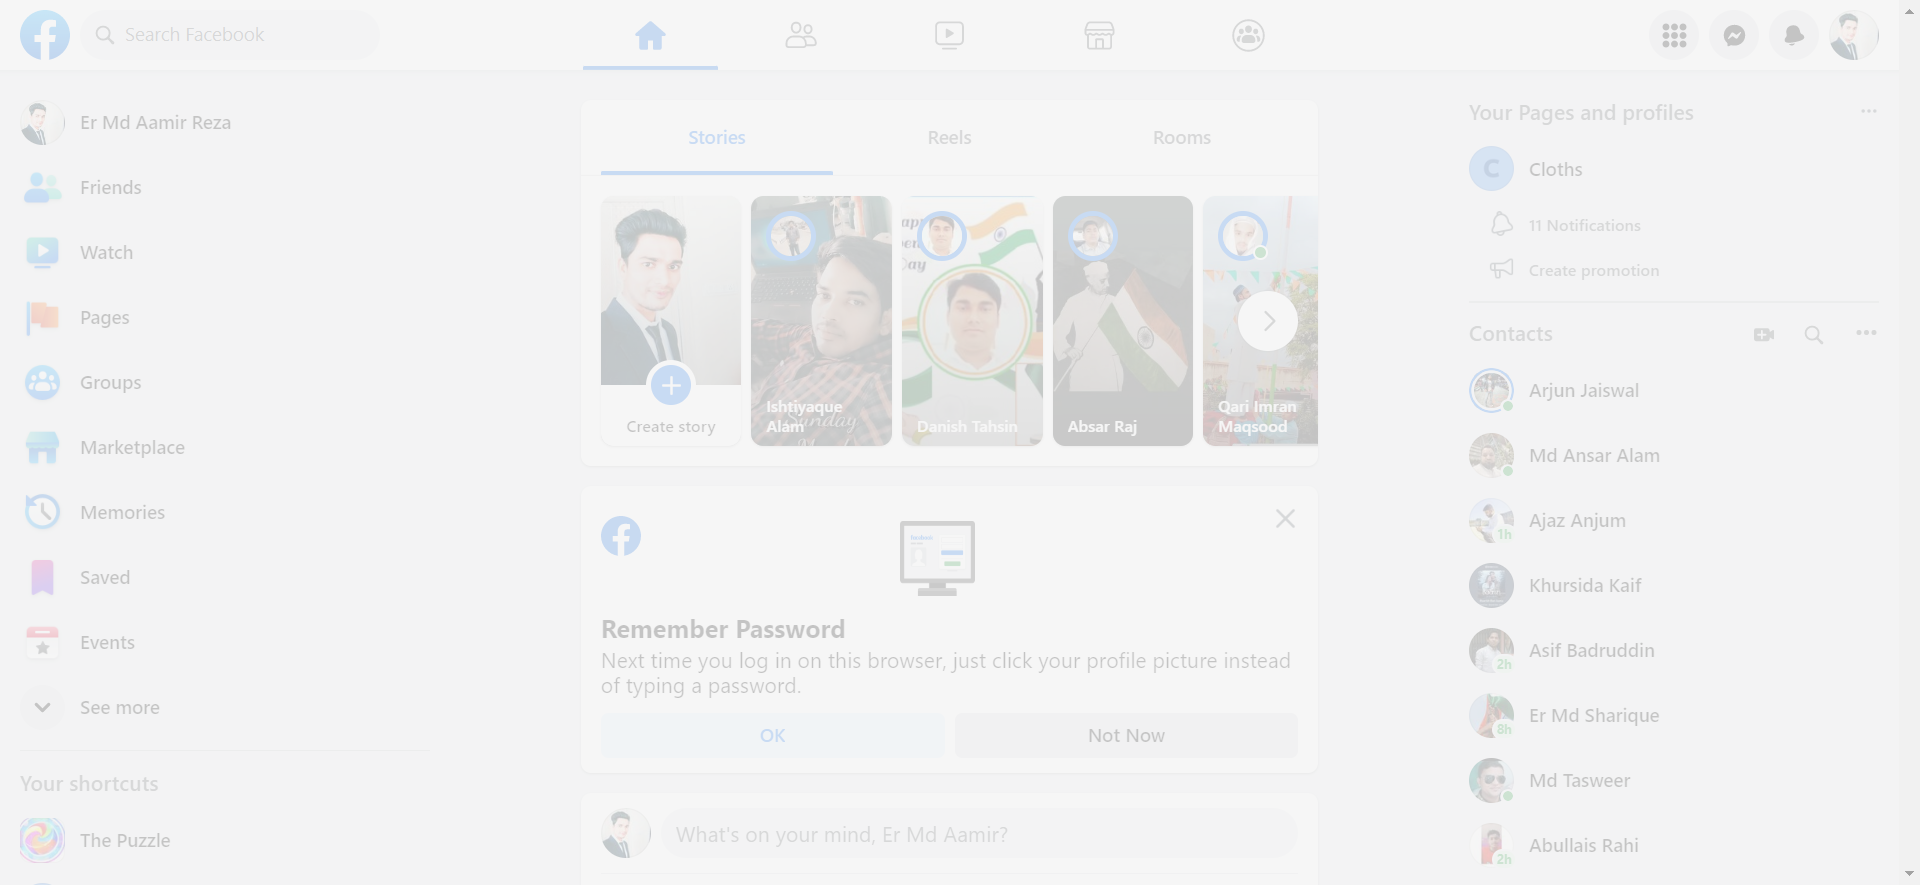 Search Facebook
Er Md Aamir Reza
Friends
Watch
Pages
Groups
Marketplace
Memories
Saved
Events
See more
Your shortcuts
The Puzzle
Stories
Reels
Rooms
Create story
Ishtiyaque
Alam
Sunday
Danish Tahsin
Absar Raj
Qari Imran
Maqsood
Remember Password
Next time you log in on this browser, just click your profile picture instead
of typing a password.
OK
Not Now
What's on your mind, Er Md Aamir?
Your Pages and profiles
C
Cloths
11 Notifications
Create promotion
Contacts
Arjun Jaiswal
Md Ansar Alam
Ajaz Anjum
1h
Khursida Kaif
Asif Badruddin
2h
Er Md Sharique
8h
Md Tasweer
Abullais Rahi
2h